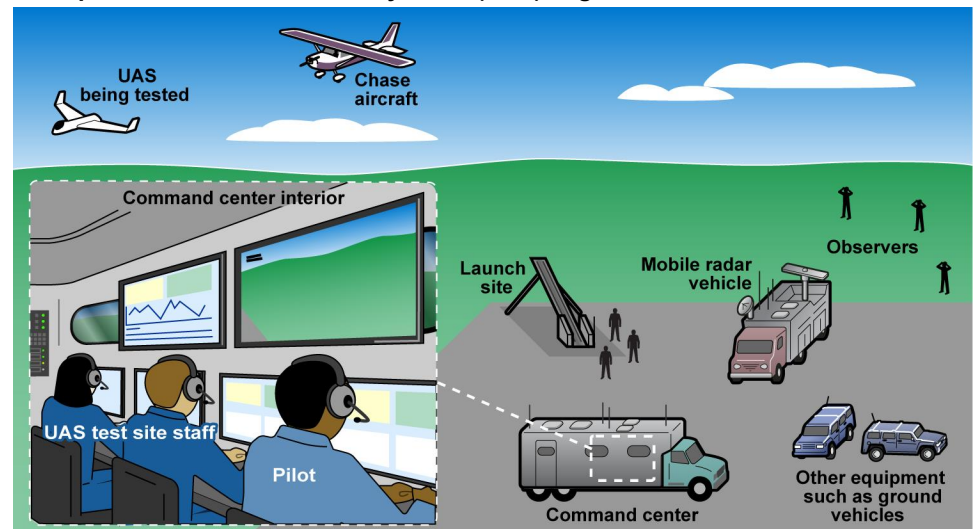 UAS
being tested
Chase
aircraft
Command center interior
UAS test site staff
Pilot
Launch
site
Mobile radar
vehicle
Observers
Command center
Other equipment
such as ground
vehicles